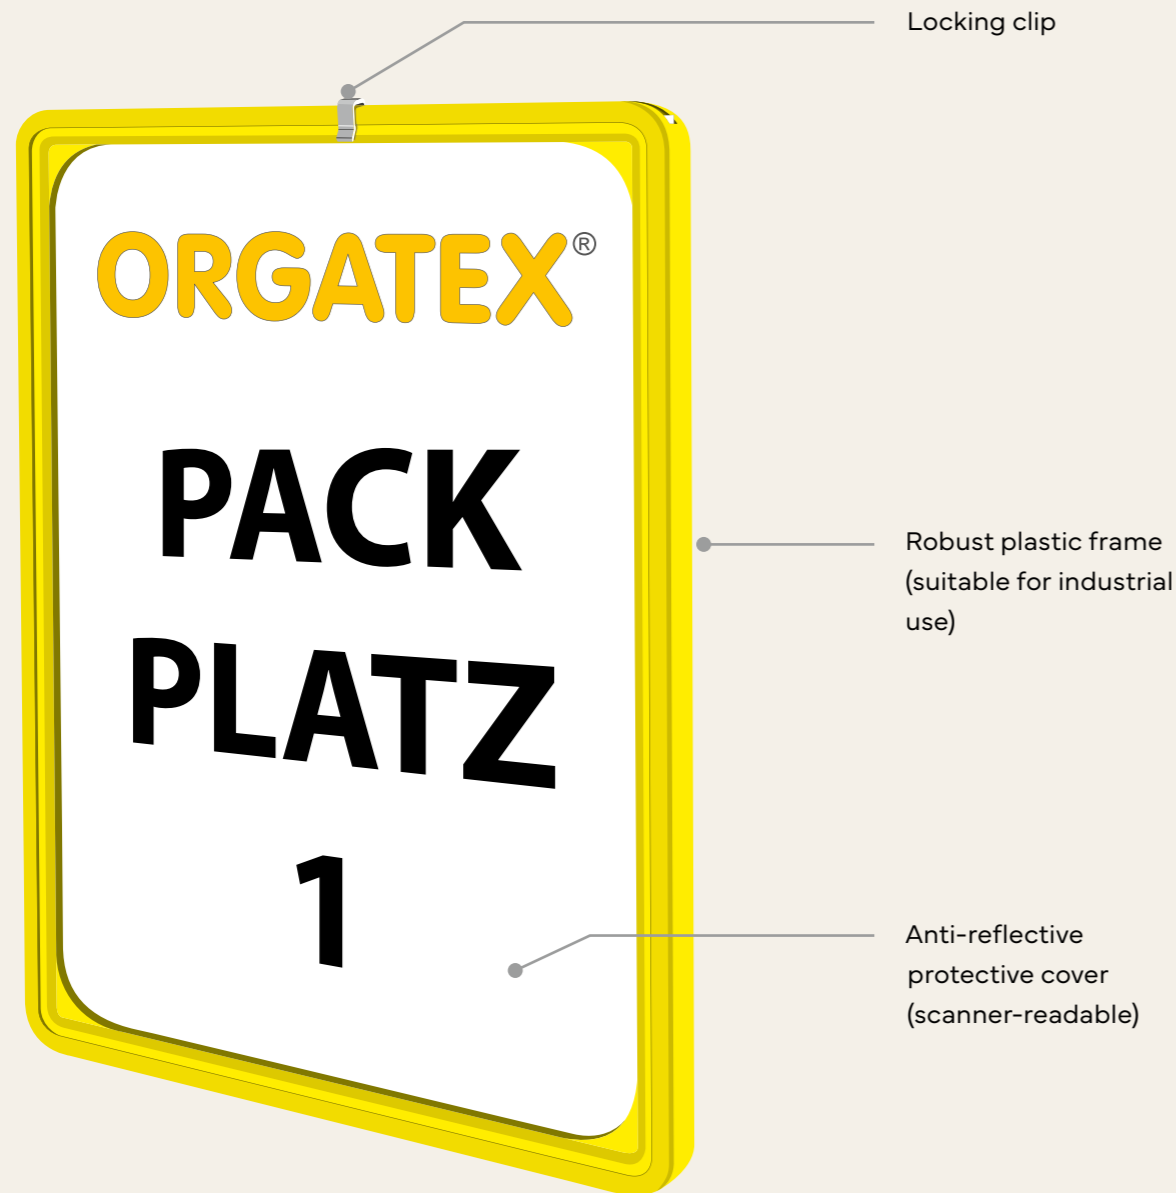 Locking clip
ORGATEX®
PACK
PLATZ
1
Robust plastic frame
(suitable for industrial
use)
Anti-reflective
protective cover
(scanner-readable)